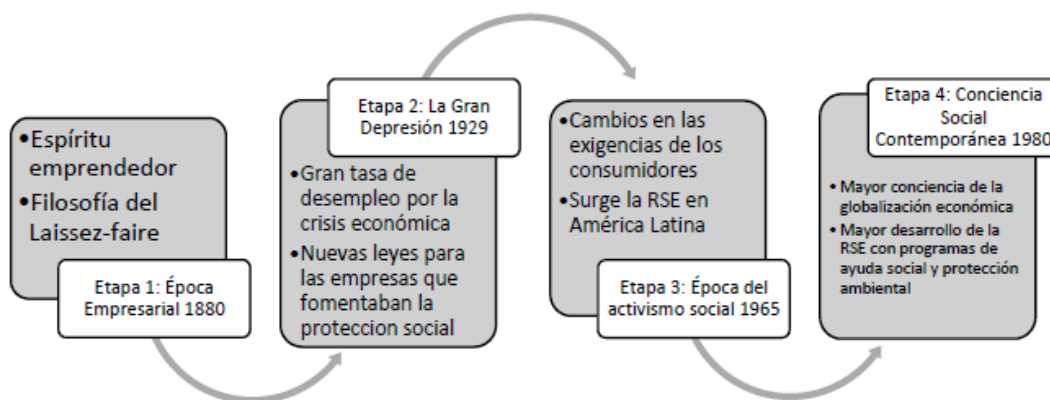 •Espíritu
emprendedor
•Filosofía del
Laissez-faire
Etapa 1: Época
Empresarial 1880
Etapa 2: La Gran
Depresión 1929
•Gran tasa de
desempleo por la
crisis económica
•Nuevas leyes para
las empresas que
fomentaban la
proteccion social
•Cambios en las
exigencias de los
consumidores
•Surge la RSE en
América Latina
Etapa 3: Época del
activismo social 1965
Etapa 4: Conciencia
Social
Contemporánea 1980
• Mayor conciencia de la
globalización económica
• Mayor desarrollo de la
RSE con programas de
ayuda social y protección
ambiental